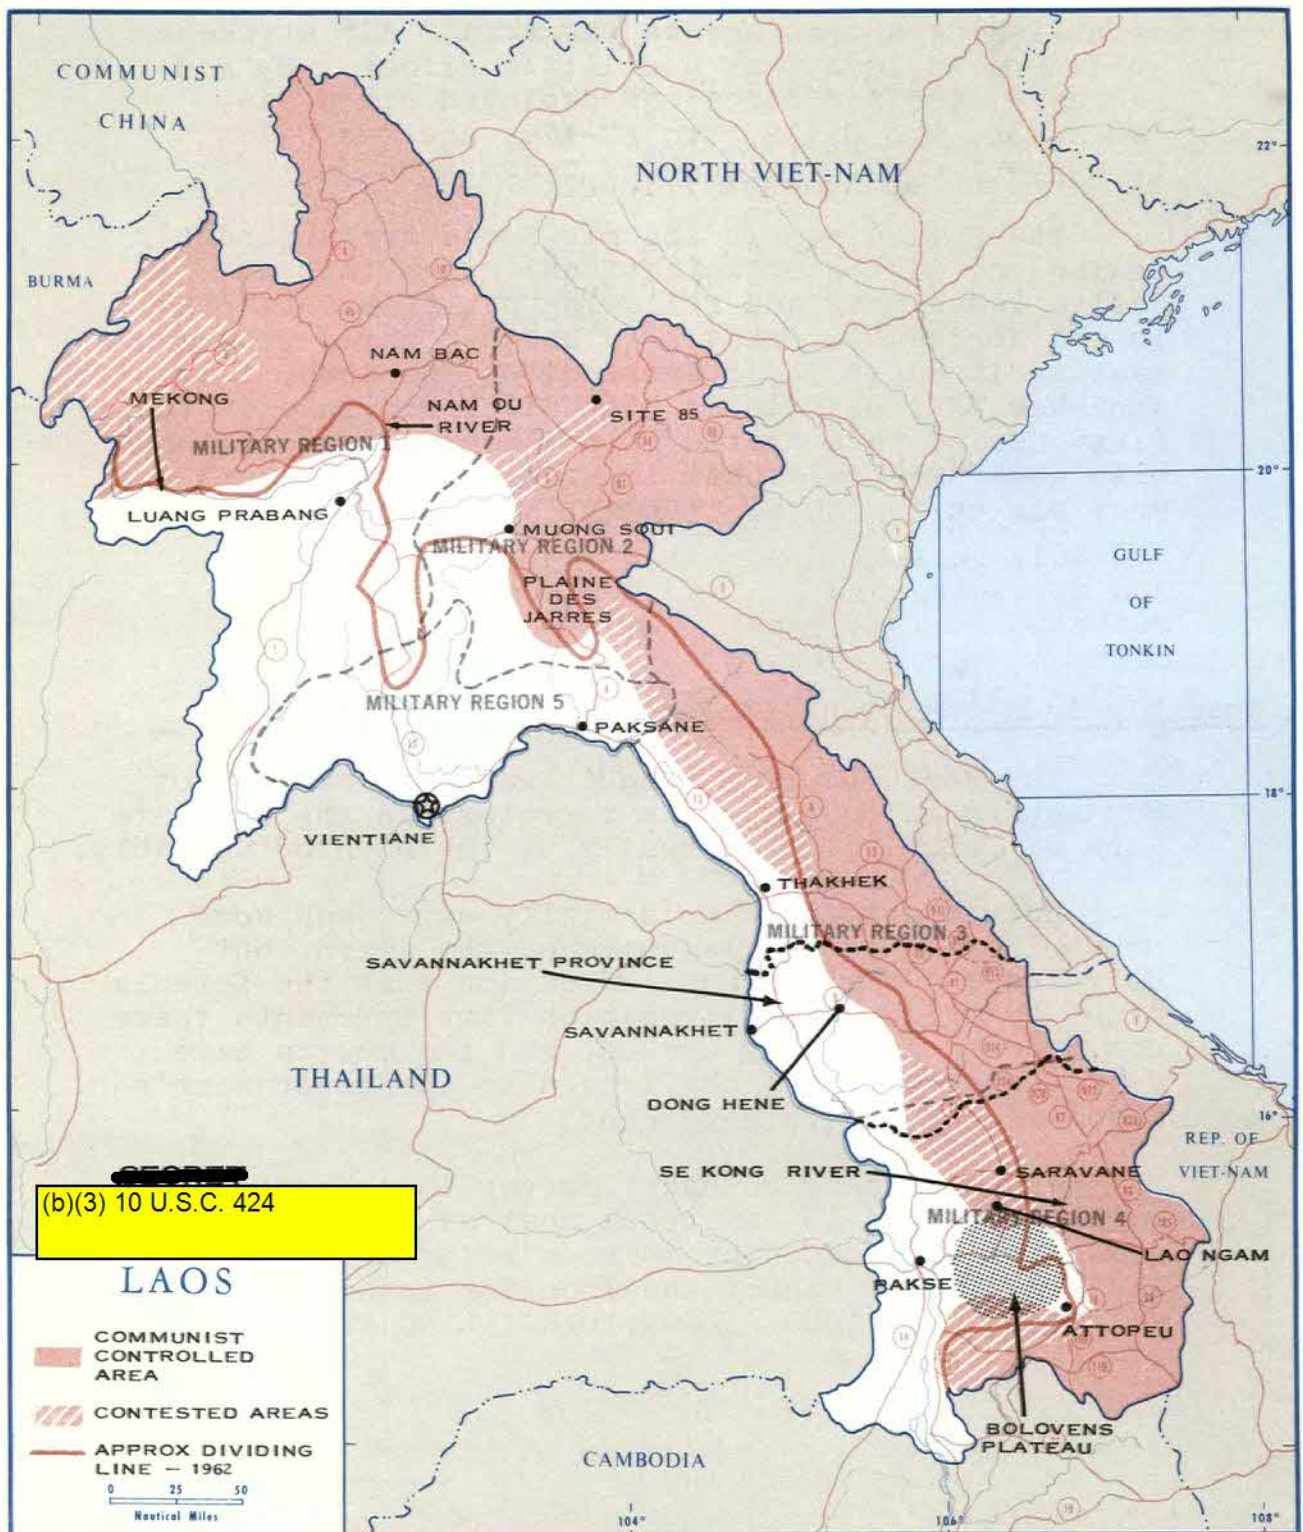 COMMUNIST
CHINA
NORTH VIET-NAM
22°
BURMA
NAM BAC
MEKONG
NAM OU
RIVER
SITE 85
MILITARY REGION 1
20°
LUANG PRABANG
MUONG SOUI
MILITARY REGION 2
GULF
OF
TONKIN
PLAINE
DES
JARRES
MILITARY REGION 5
PAKSANE
18°
VIENTIANE
THAKHEK
MILITARY REGION 3
SAVANNAKHET PROVINCE
SAVANNAKHET
THAILAND
DONG HENE
16°
REP. OF
VIET-NAM
SE KONG RIVER
SARAVANE
(b)(3) 10 U.S.C. 424
MILITARY REGION 4
LAO NGAM
PAKSE
ATTOPEU
BOLOVENS
PLATEAU
CAMBODIA
LAOS
COMMUNIST
CONTROLLED
AREA
CONTESTED AREAS
APPROX DIVIDING
LINE - 1962
0 25 50
Nautical Miles
104° 106° 108°